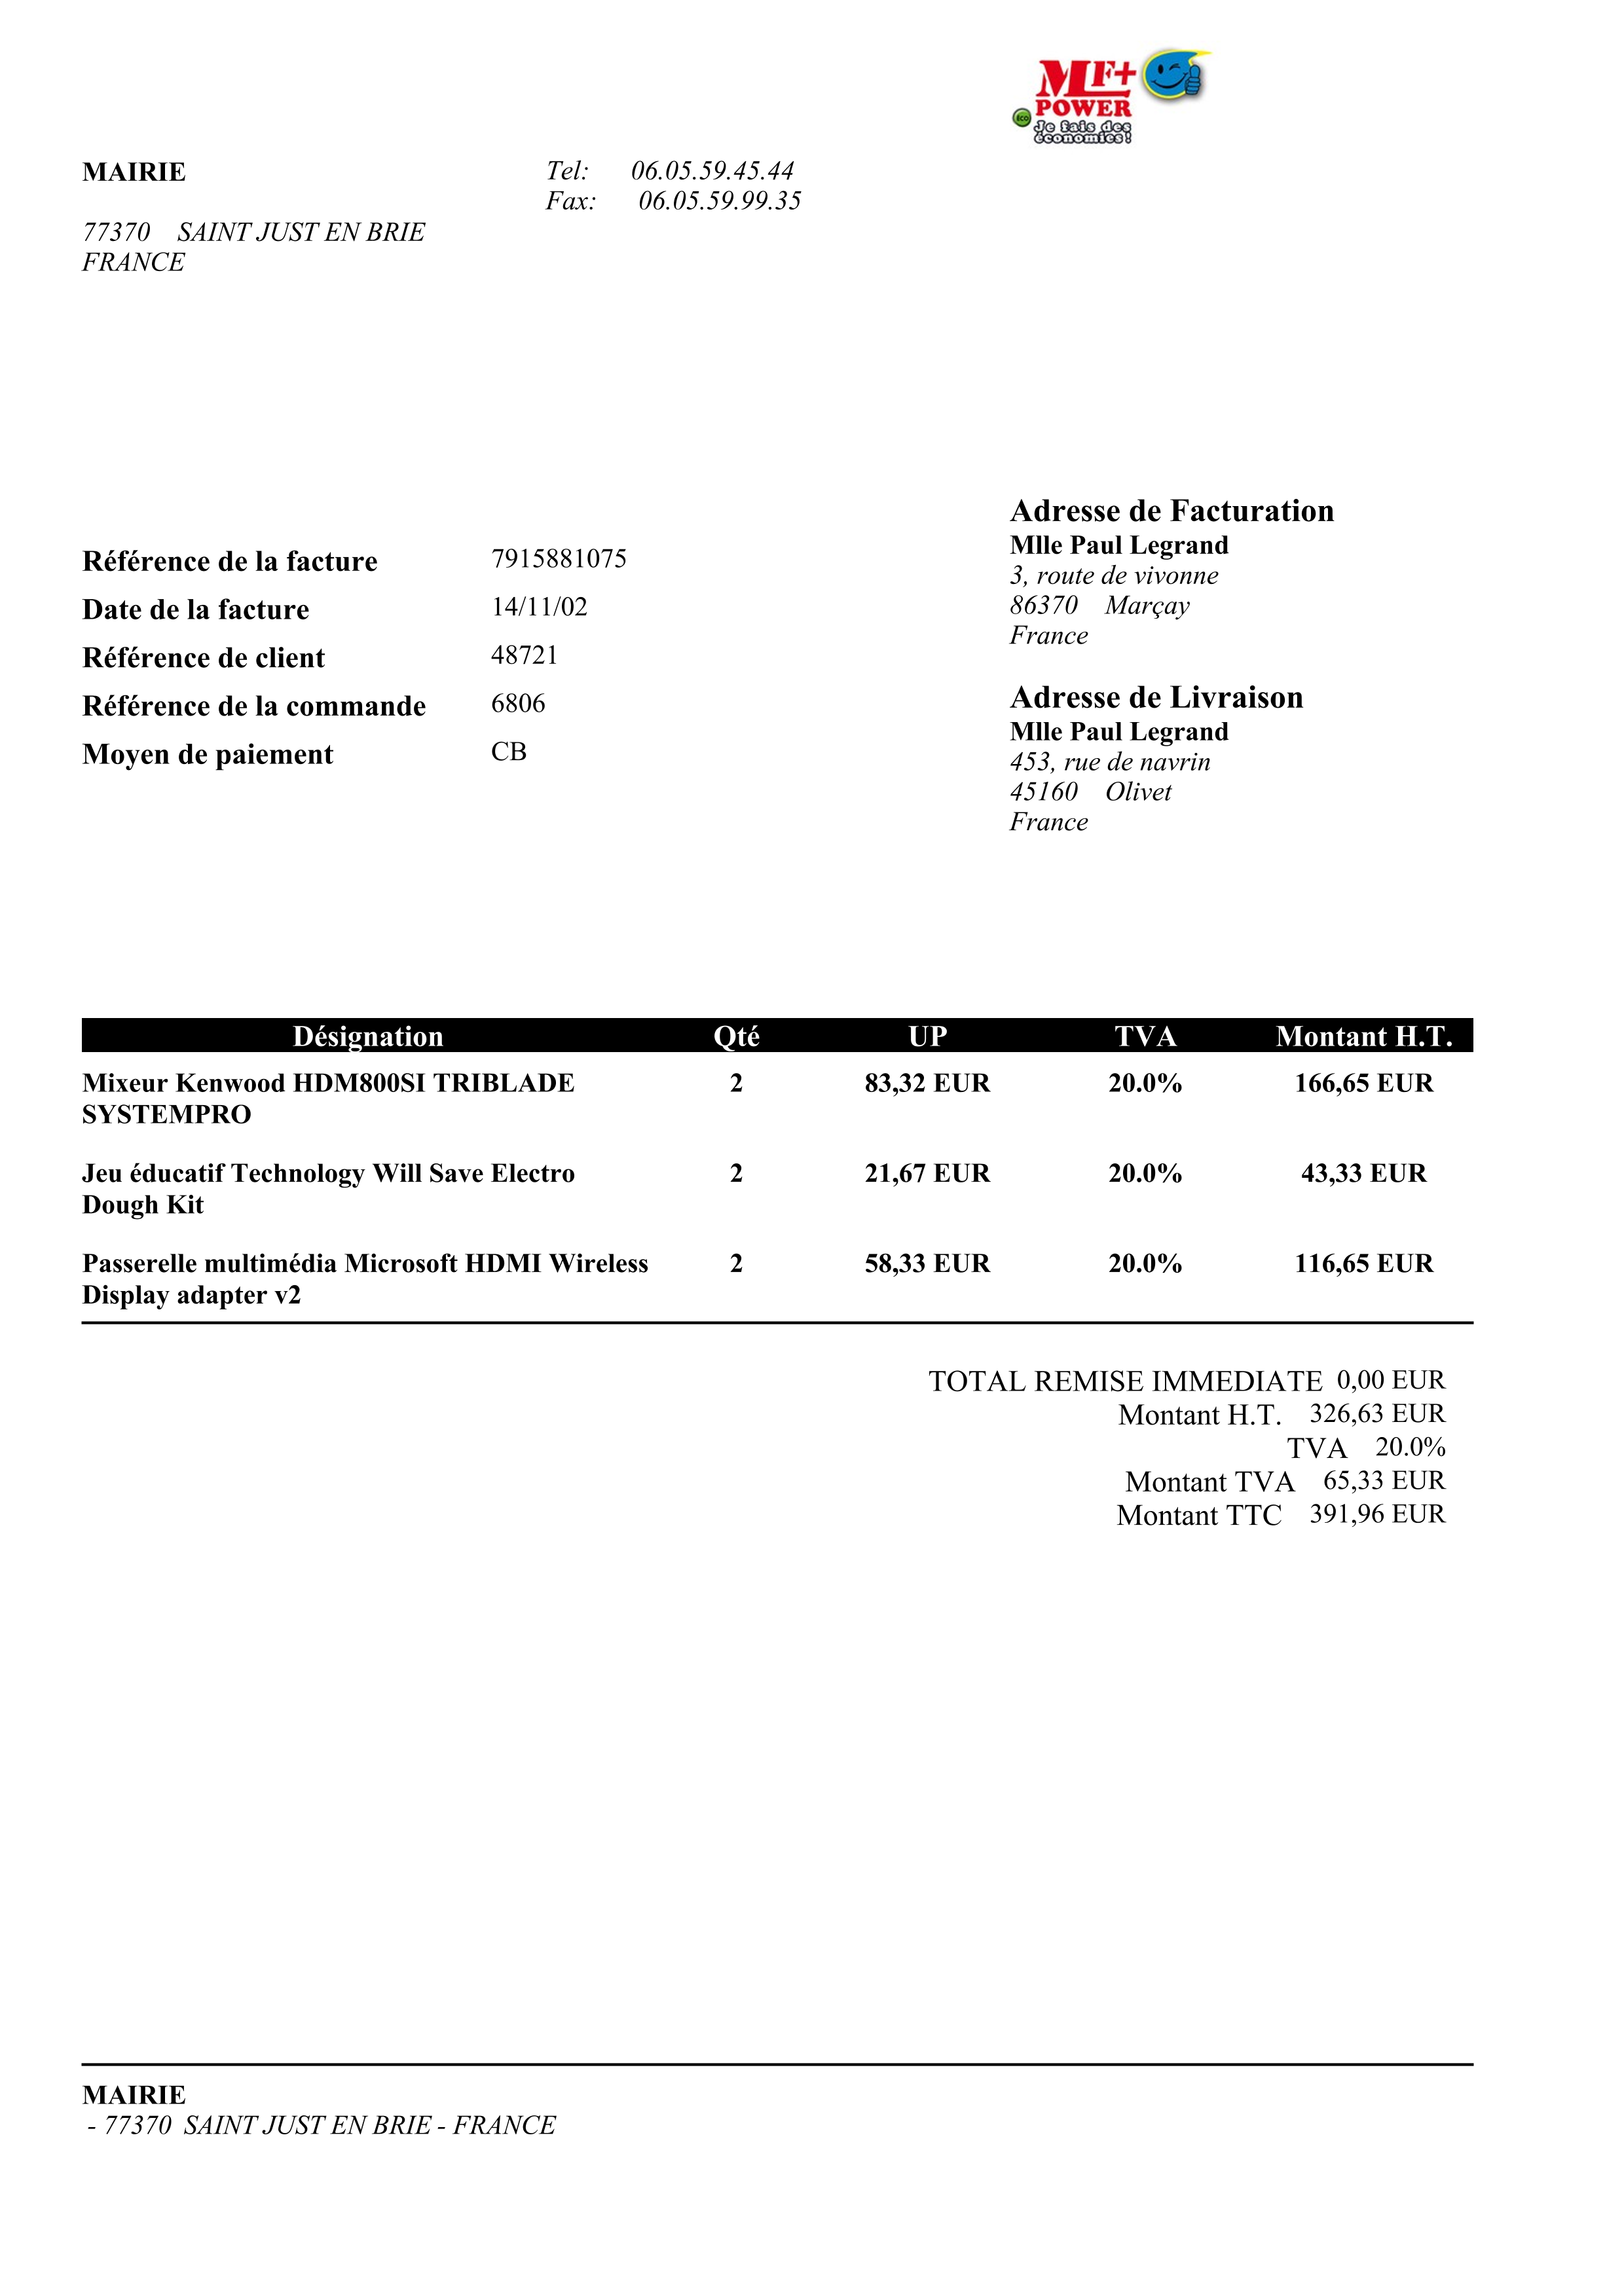 MF+
POWER
éco
Je fais des
économies!
MAIRIE
Tel: 06.05.59.45.44
Fax: 06.05.59.99.35
77370 SAINT JUST EN BRIE
FRANCE
Référence de la facture 7915881075
Date de la facture 14/11/02
Référence de client 48721
Référence de la commande 6806
Moyen de paiement CB
Adresse de Facturation
Mlle Paul Legrand
3, route de vivonne
86370 Marçay
France
Adresse de Livraison
Mlle Paul Legrand
453, rue de navrin
45160 Olivet
France
Désignation Qté UP TVA Montant H.T.
Mixeur Kenwood HDM800SI TRIBLADE 2 83,32 EUR 20.0% 166,65 EUR
SYSTEMPRO
Jeu éducatif Technology Will Save Electro 2 21,67 EUR 20.0% 43,33 EUR
Dough Kit
Passerelle multimédia Microsoft HDMI Wireless 2 58,33 EUR 20.0% 116,65 EUR
Display adapter v2
TOTAL REMISE IMMEDIATE 0,00 EUR
Montant H.T. 326,63 EUR
TVA 20.0%
Montant TVA 65,33 EUR
Montant TTC 391,96 EUR
MAIRIE
- 77370 SAINT JUST EN BRIE - FRANCE